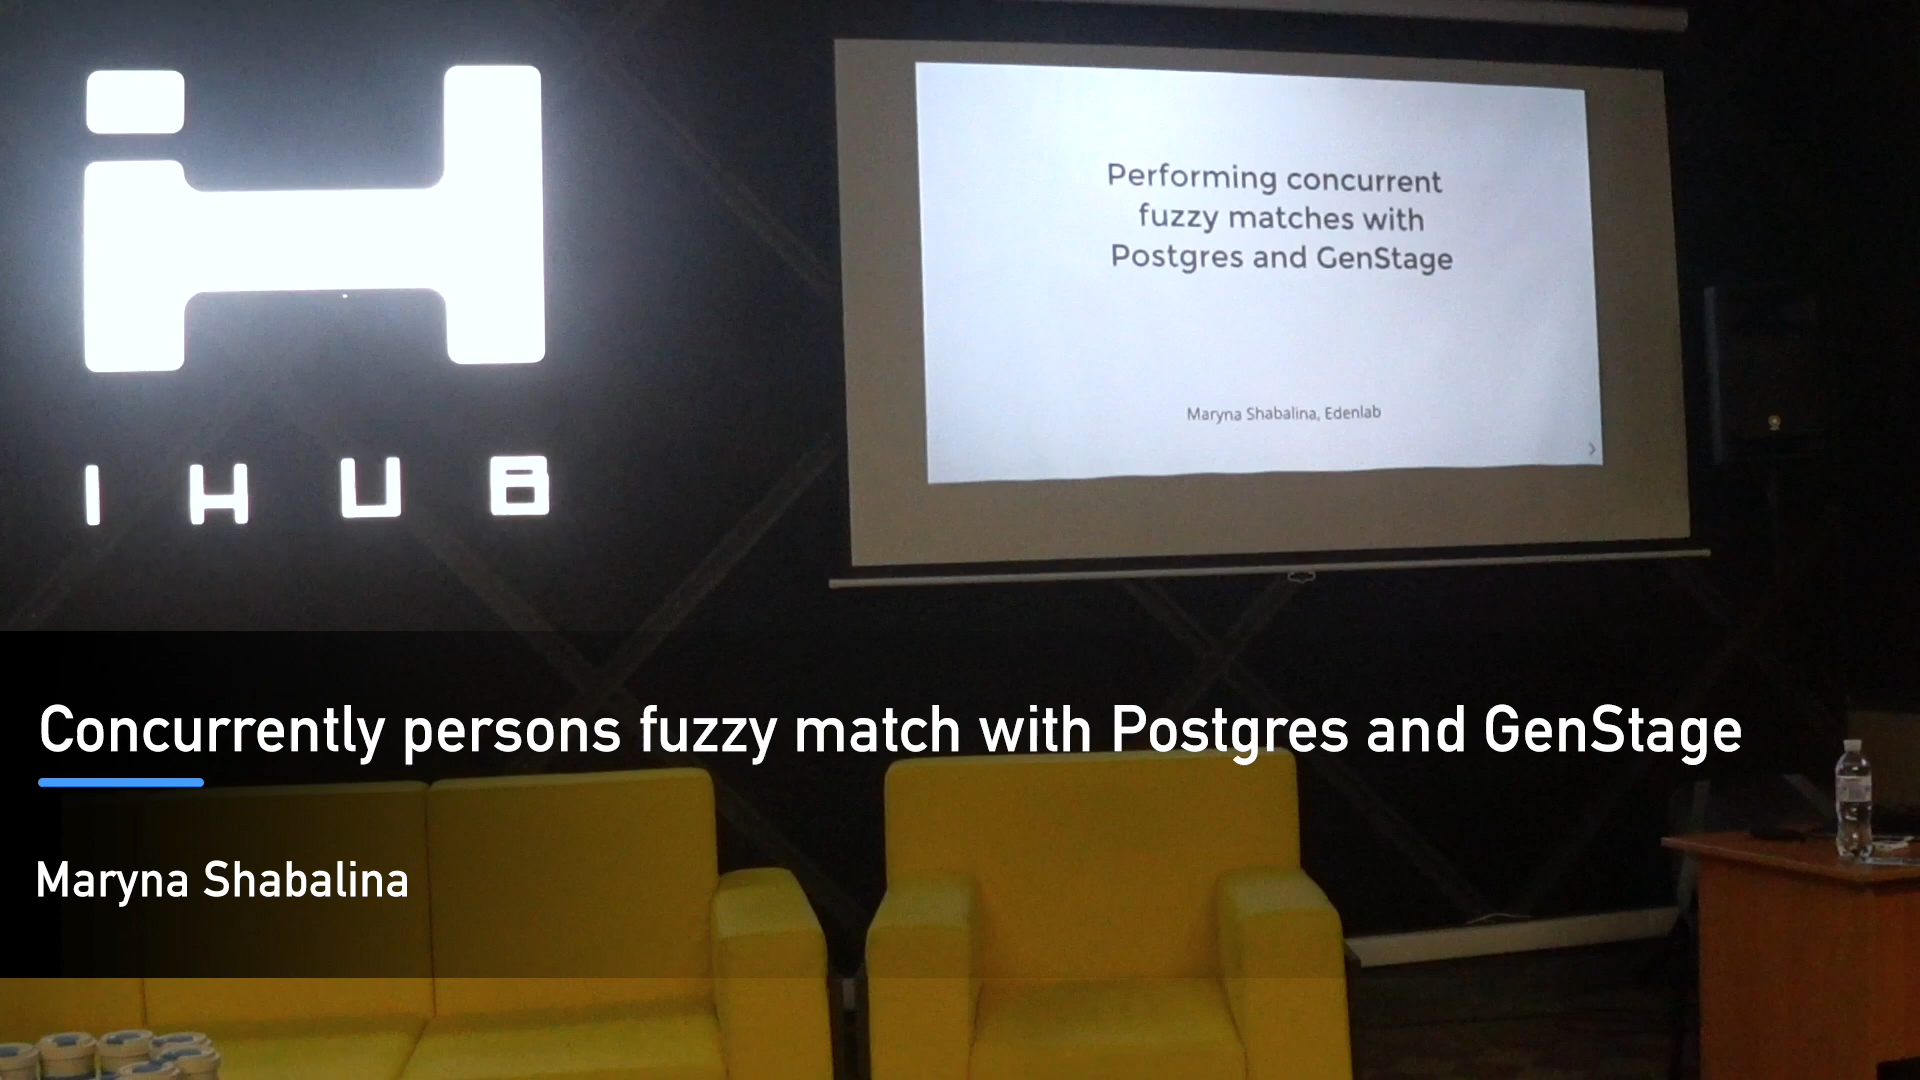 IHUB
Performing concurrent
fuzzy matches with
Postgres and GenStage
Maryna Shabalina, Edenlab
Concurrently persons fuzzy match with Postgres and GenStage
Maryna Shabalina